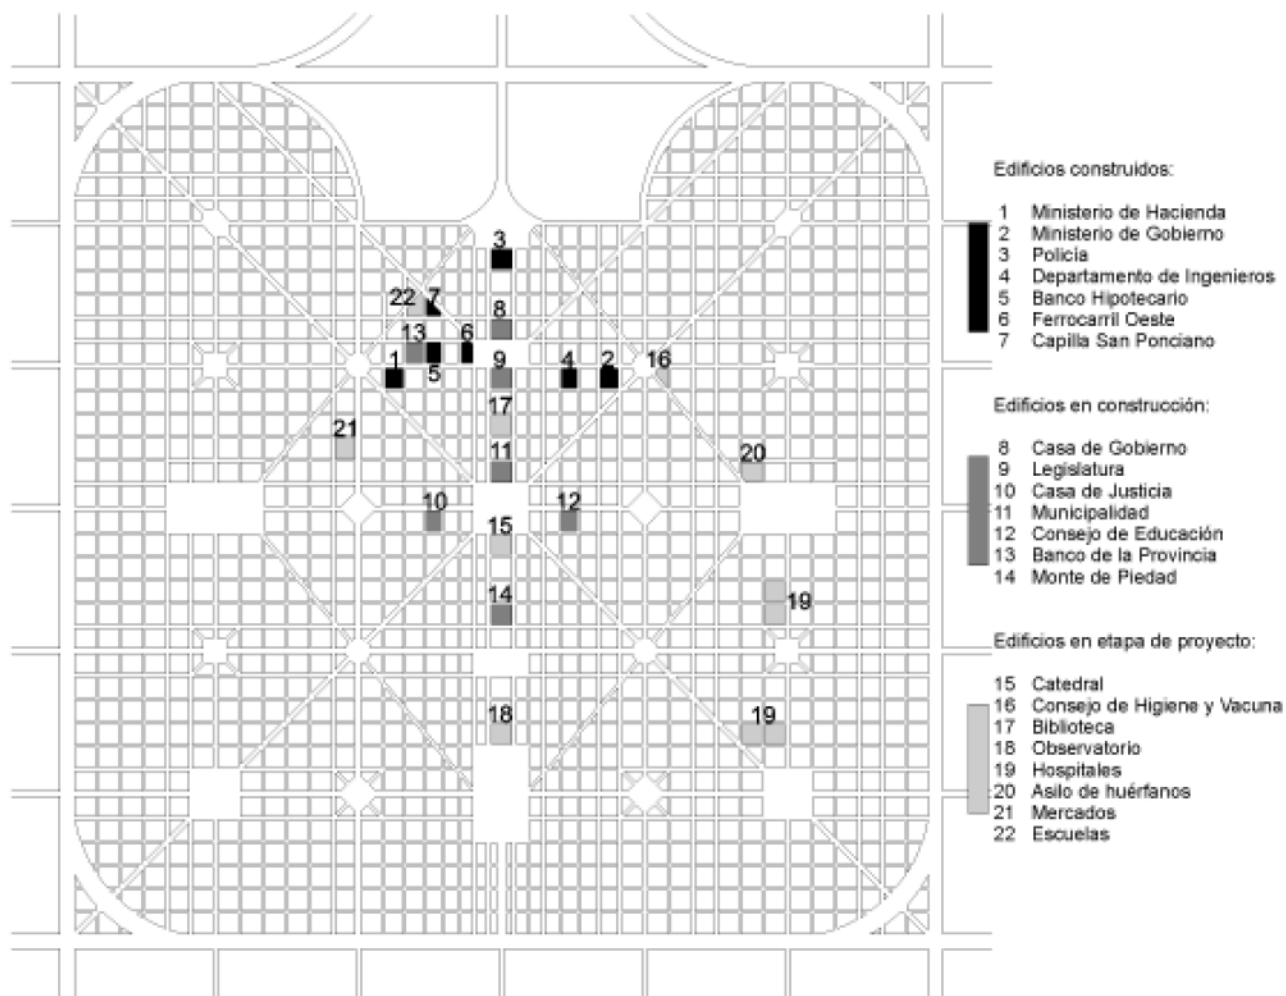 3
22 7
8
13 6
1 5 9 4 2 16
17
21
11 20
10 12
15
14 19
18 19
Edificios construidos:
1 Ministerio de Hacienda
2 Ministerio de Gobierno
3 Policía
4 Departamento de Ingenieros
5 Banco Hipotecario
6 Ferrocarril Oeste
7 Capilla San Ponciano
Edificios en construcción:
8 Casa de Gobierno
9 Legislatura
10 Casa de Justicia
11 Municipalidad
12 Consejo de Educación
13 Banco de la Provincia
14 Monte de Piedad
Edificios en etapa de proyecto:
15 Catedral
16 Consejo de Higiene y Vacuna
17 Biblioteca
18 Observatorio
19 Hospitales
20 Asilo de huérfanos
21 Mercados
22 Escuelas